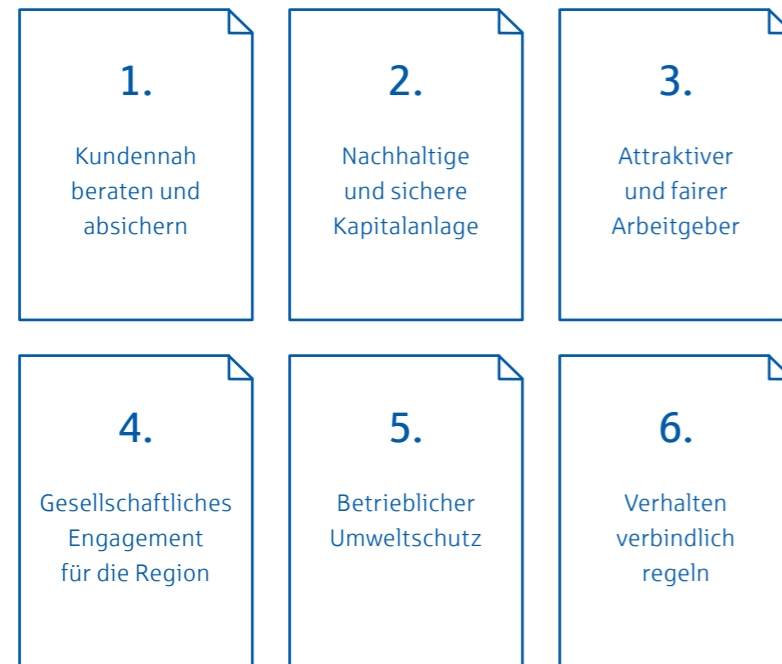 1.
Kundennah
beraten und
absichern
2.
Nachhaltige
und sichere
Kapitalanlage
3.
Attraktiver
und fairer
Arbeitgeber
4.
Gesellschaftliches
Engagement
für die Region
5.
Betrieblicher
Umweltschutz
6.
Verhalten
verbindlich
regeln